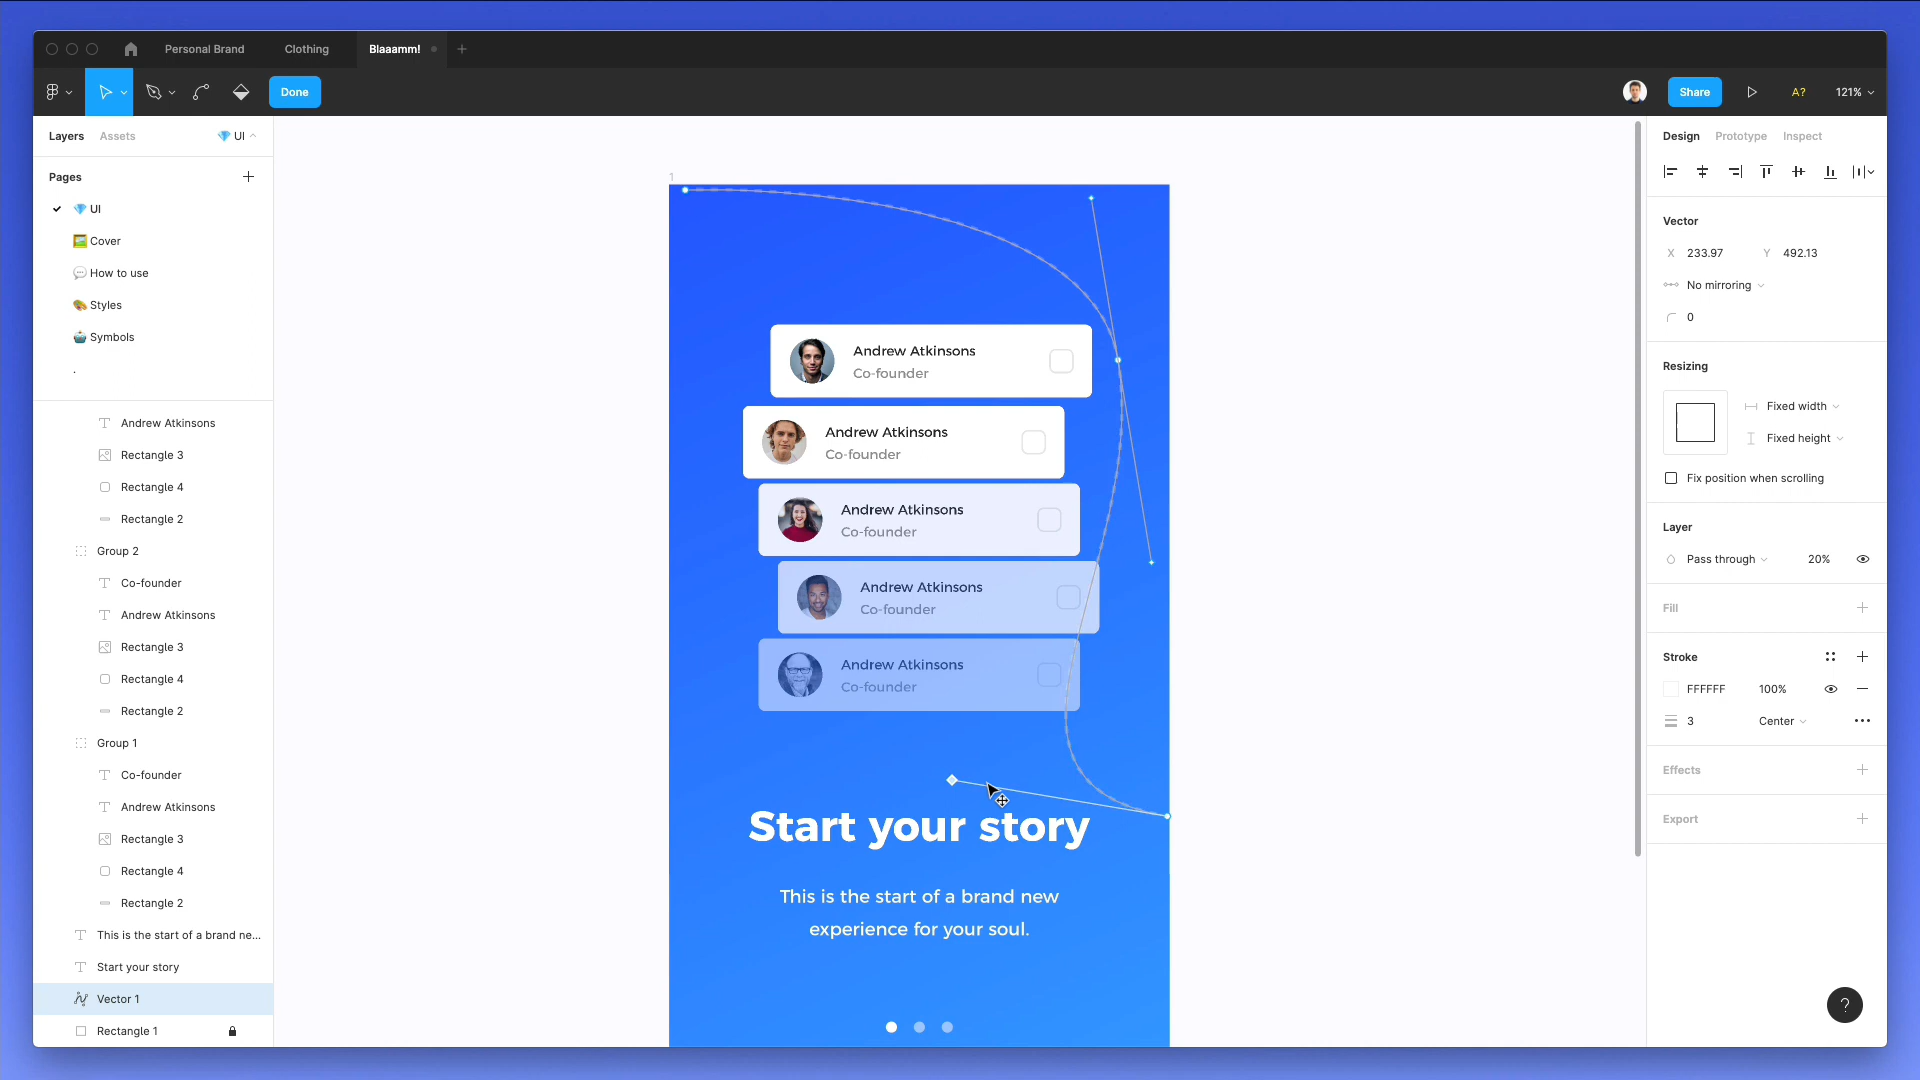 Personal Brand
Clothing
Blaaamm!
Done
Share
A?
121%
Layers
Assets
UI
Pages
UI
Cover
How to use
Styles
Symbols
.
Andrew Atkinsons
Rectangle 3
Rectangle 4
Rectangle 2
Group 2
Co-founder
Andrew Atkinsons
Rectangle 3
Rectangle 4
Rectangle 2
Group 1
Co-founder
Andrew Atkinsons
Rectangle 3
Rectangle 4
Rectangle 2
This is the start of a brand ne...
Start your story
Vector 1
Rectangle 1
1
Andrew Atkinsons
Co-founder
Andrew Atkinsons
Co-founder
Andrew Atkinsons
Co-founder
Andrew Atkinsons
Co-founder
Andrew Atkinsons
Co-founder
Start your story
This is the start of a brand new
experience for your soul.
Design
Prototype
Inspect
Vector
X 233.97
Y 492.13
No mirroring
0
Resizing
Fixed width
Fixed height
Fix position when scrolling
Layer
Pass through
20%
Fill
Stroke
FFFFFF
100%
3
Center
Effects
Export
?